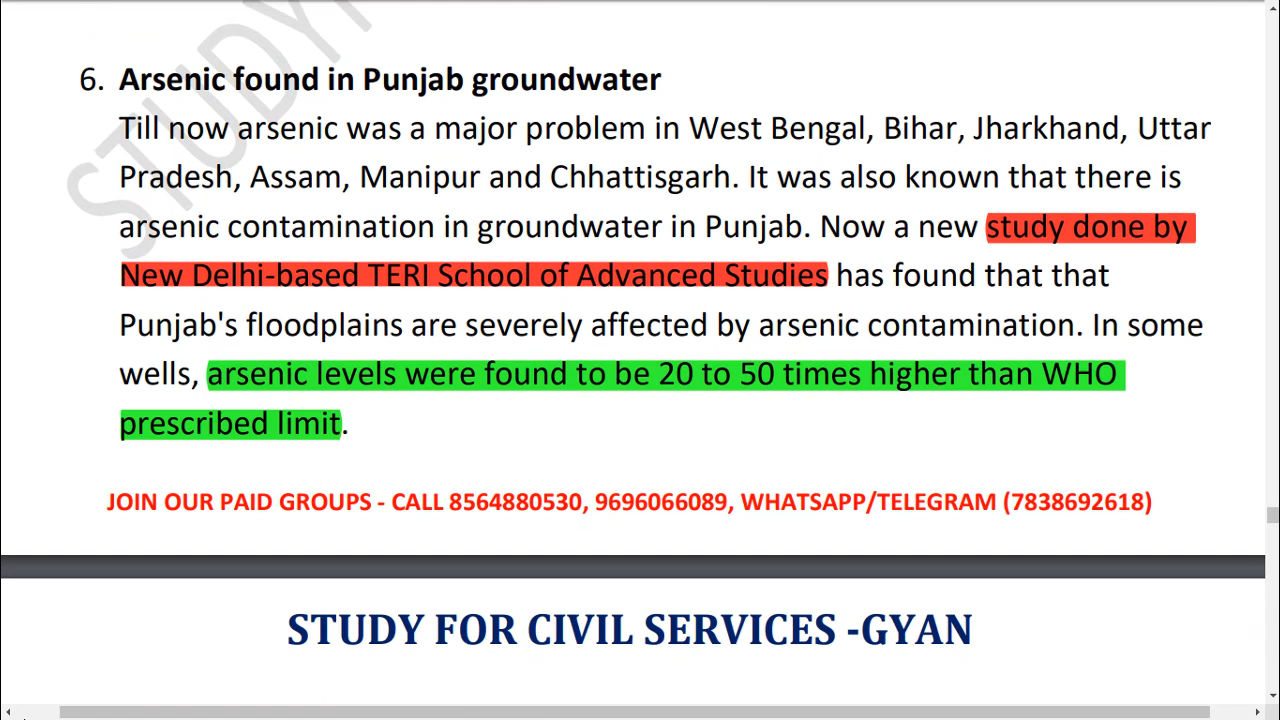 STUDY
6. Arsenic found in Punjab groundwater
Till now arsenic was a major problem in West Bengal, Bihar, Jharkhand, Uttar
Pradesh, Assam, Manipur and Chhattisgarh. It was also known that there is
arsenic contamination in groundwater in Punjab. Now a new study done by
New Delhi-based TERI School of Advanced Studies has found that that
Punjab's floodplains are severely affected by arsenic contamination. In some
wells, arsenic levels were found to be 20 to 50 times higher than WHO
prescribed limit.
JOIN OUR PAID GROUPS - CALL 8564880530, 9696066089, WHATSAPP/TELEGRAM (7838692618)
STUDY FOR CIVIL SERVICES -GYAN